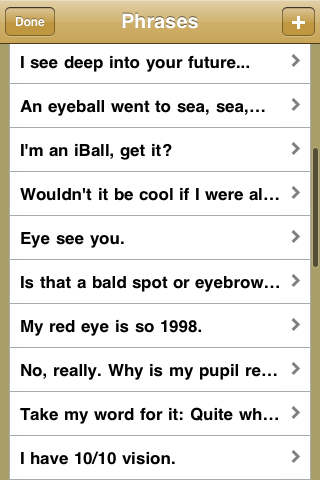 Done
Phrases
+
I see deep into your future...
An eyeball went to sea, sea,...
I'm an iBall, get it?
Wouldn't it be cool if I were al...
Eye see you.
Is that a bald spot or eyebrow...
My red eye is so 1998.
No, really. Why is my pupil re...
Take my word for it: Quite wh...
I have 10/10 vision.